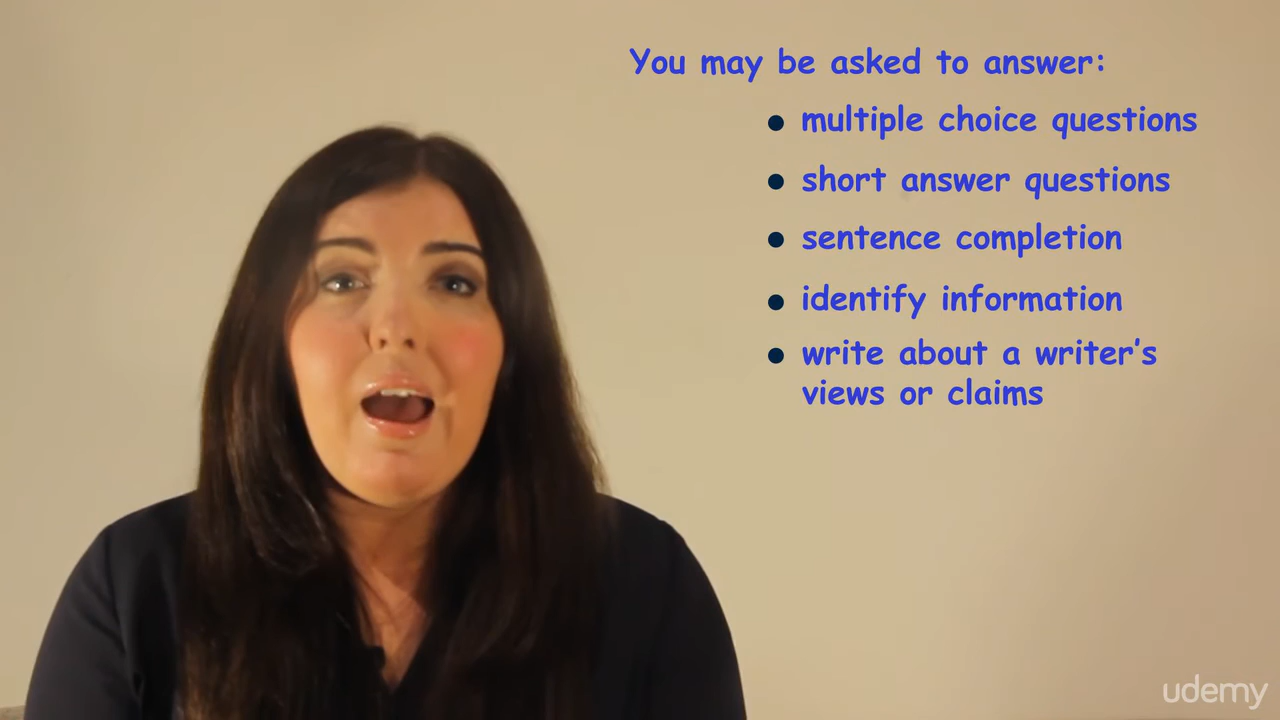 You may be asked to answer:
multiple choice questions
short answer questions
sentence completion
identify information
write about a writer's
views or claims
udemy